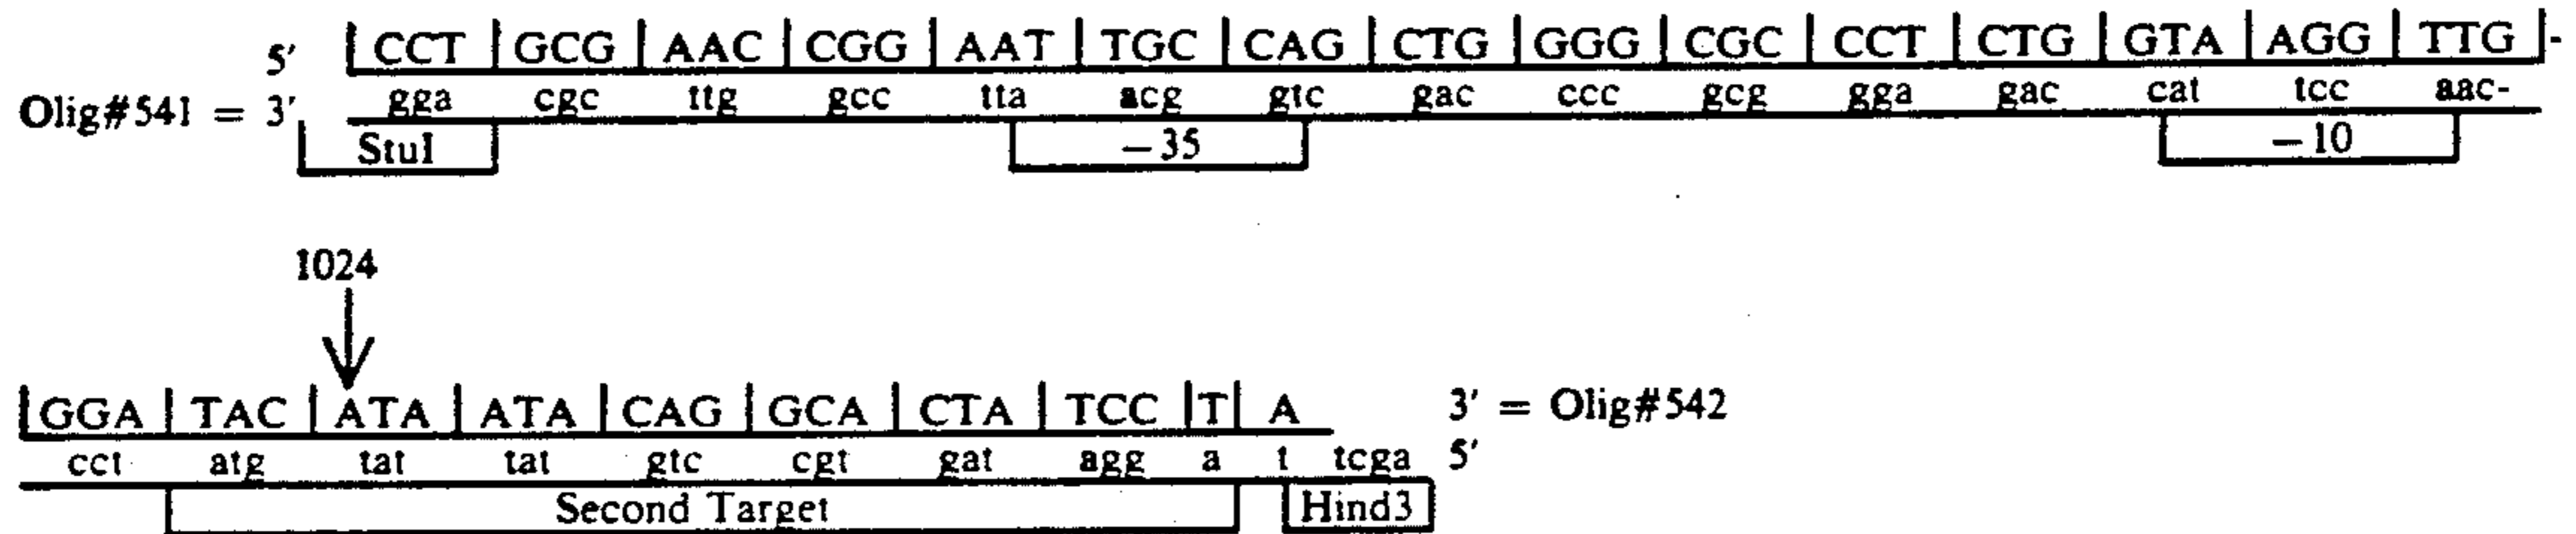 5′ | CCT | GCG | AAC | CGG | AAT | TGC | CAG | CTG | GGG | CGC | CCT | CTG | GTA | AGG | TTG |-
Olig#541 = 3′ gga cgc ttg gcc tta acg gtc gac ccc gcg gga gac cat tcc aac-
StuI -35 -10
1024
| GGA | TAC | ATA | ATA | CAG | GCA | CTA | TCC | T | A 3′ = Olig#542
cct atg tat tat gtc cgt gat agg a t tcga 5′
Second Target Hind3